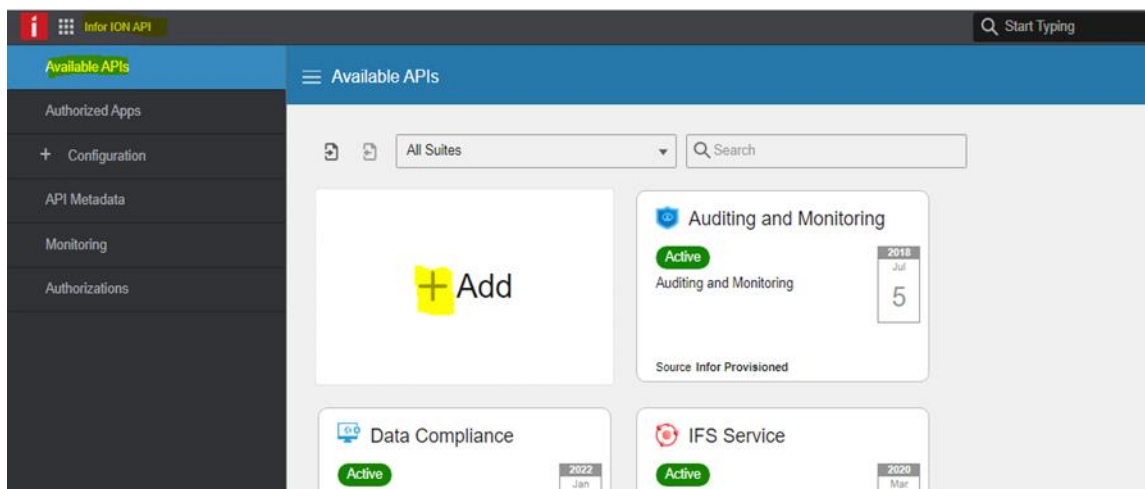 Infor ION API
Start Typing
Available APIs
Authorized Apps
+ Configuration
API Metadata
Monitoring
Authorizations
Available APIs
All Suites
Search
+ Add
Auditing and Monitoring
Active
2018
Jul
5
Auditing and Monitoring
Source Infor Provisioned
Data Compliance
Active
2022
Jan
IFS Service
Active
2020
Mar